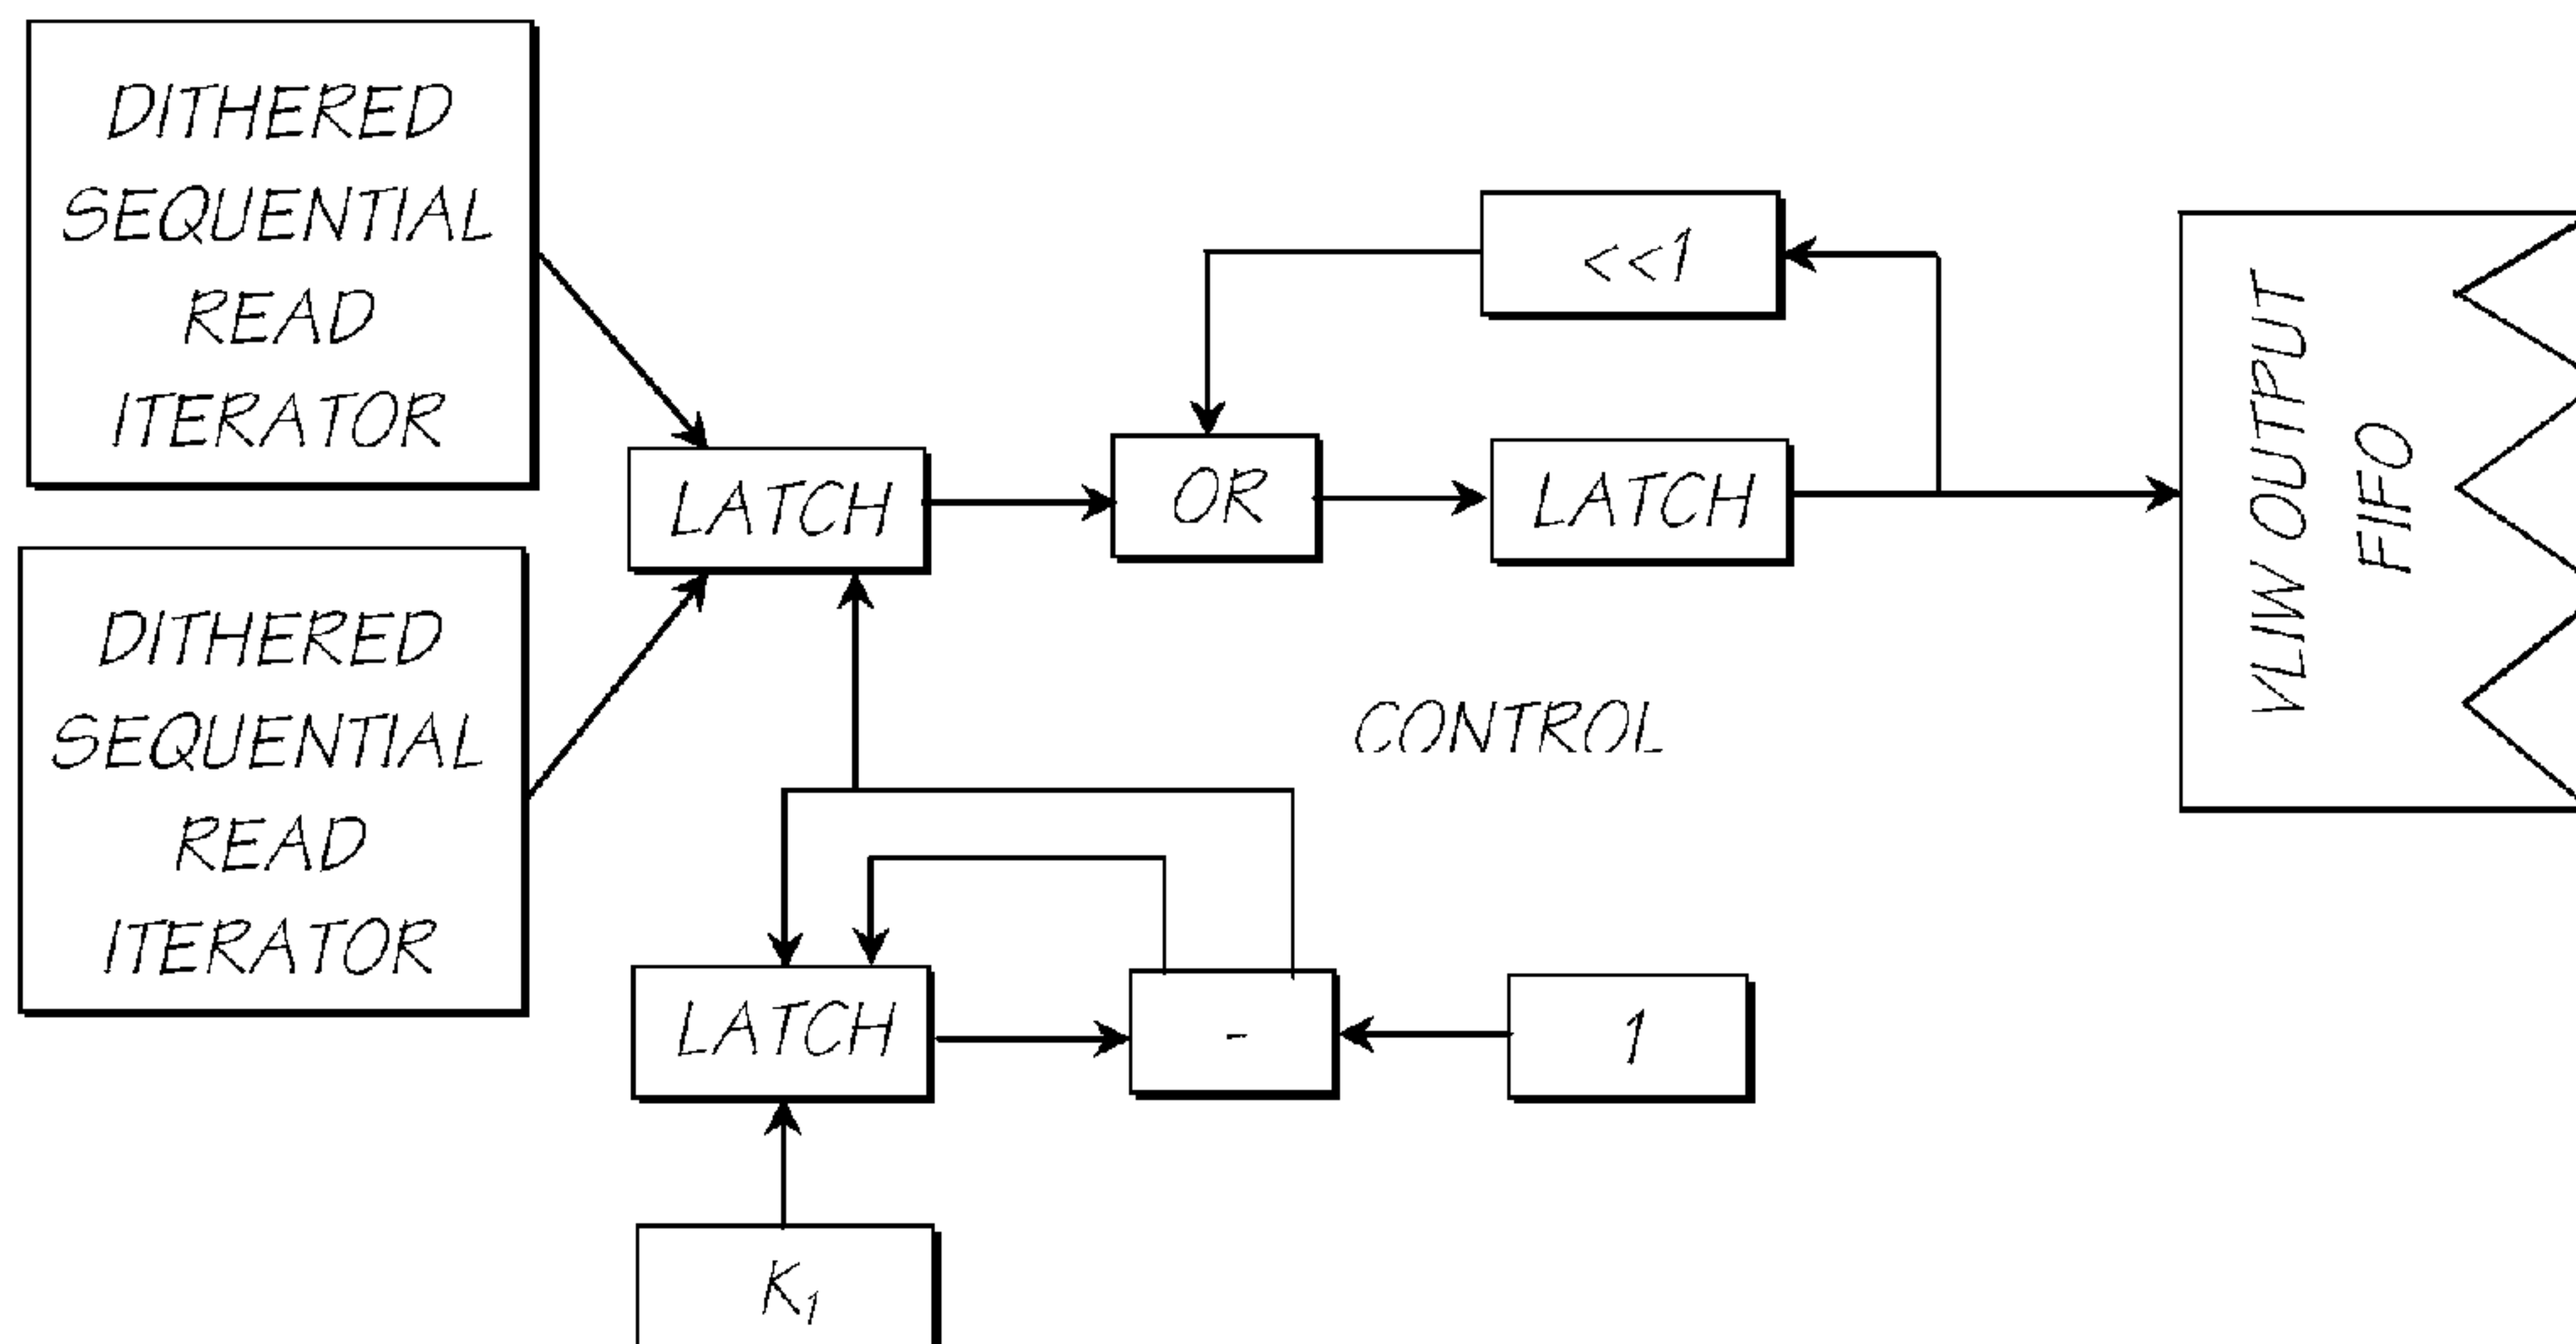 DITHERED
SEQUENTIAL
READ
ITERATOR
DITHERED
SEQUENTIAL
READ
ITERATOR
LATCH
OR
<<1
LATCH
VLIW OUTPUT
FIFO
CONTROL
LATCH
-
1
K₁